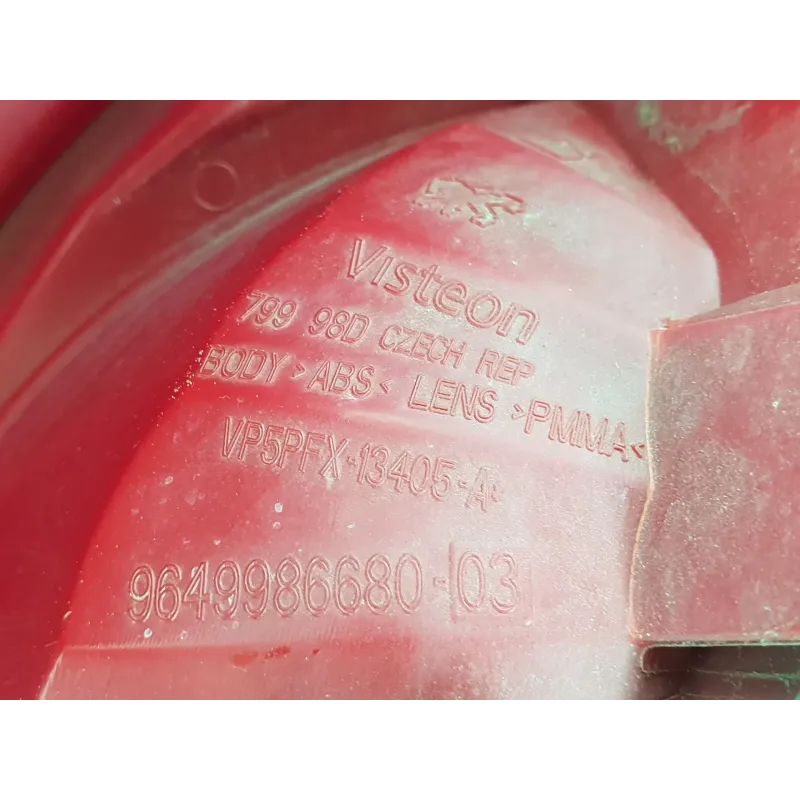 Visteon
799 98D CZECH REP
BODY >ABS< LENS >PMMA<
VP5PFX-13405-A
9649986680-03